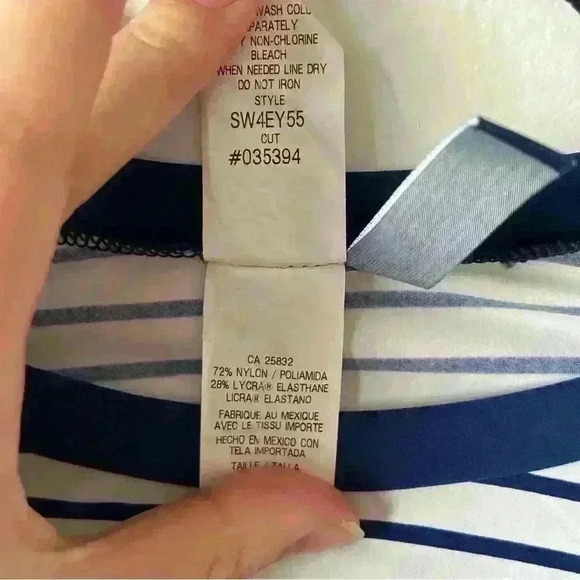 WASH COLD
PARATELY
NON-CHLORINE
BLEACH
WHEN NEEDED LINE DRY
DO NOT IRON
STYLE
SW4EY55
CUT
#035394
CA 25832
72% NYLON / POLIAMIDA
28% LYCRA® ELASTHANE
LICRA® ELASTANO
FABRIQUE AU MEXIQUE
AVEC LE TISSU IMPORTE
HECHO EN MEXICO CON
TELA IMPORTADA
TAILLE / TALLA